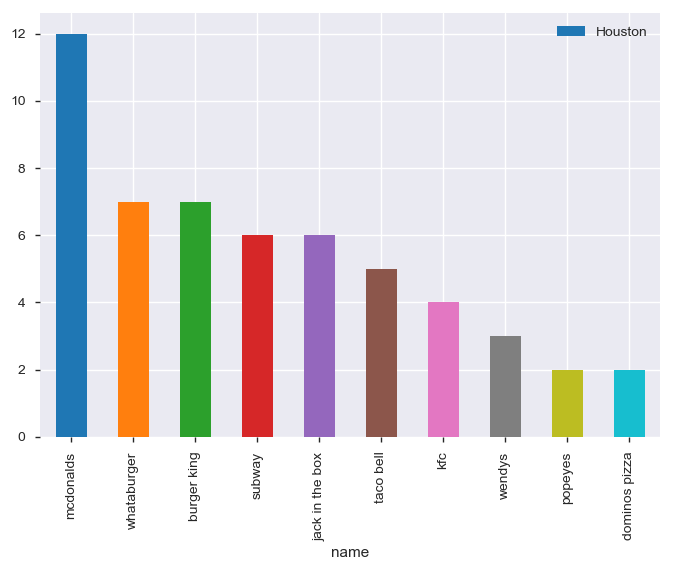 Houston
12
10
8
6
4
2
0
mcdonalds
whataburger
burger king
subway
jack in the box
taco bell
kfc
wendys
popeyes
dominos pizza
name